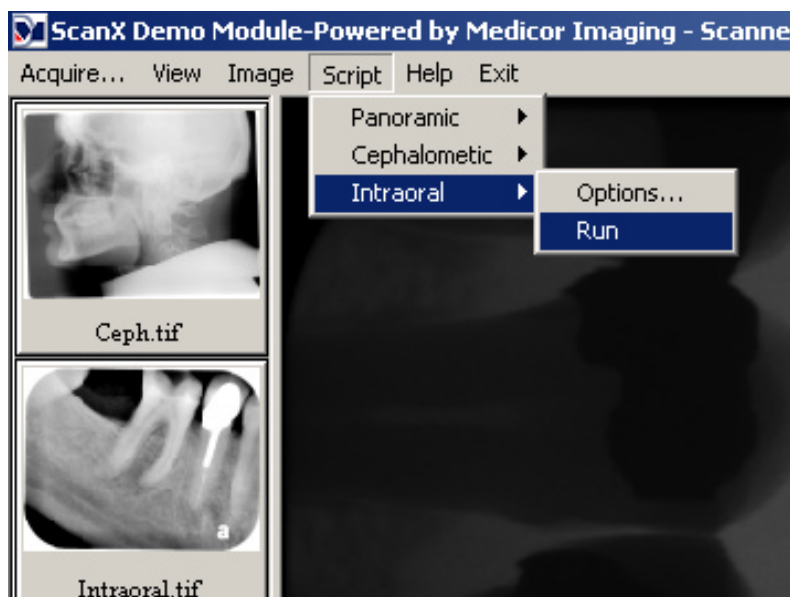 ScanX Demo Module-Powered by Medicor Imaging - Scanne
Acquire... View Image Script Help Exit
Panoramic
Cephalometic
Intraoral
Options...
Run
Ceph.tif
a
Intraoral.tif